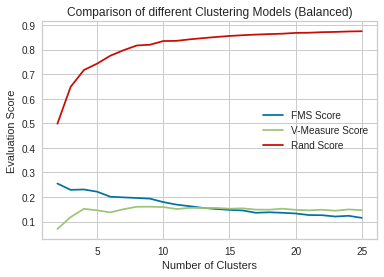 Comparison of different Clustering Models (Balanced)
Evaluation Score
0.9
0.8
0.7
0.6
0.5
0.4
0.3
0.2
0.1
FMS Score
V-Measure Score
Rand Score
5 10 15 20 25
Number of Clusters